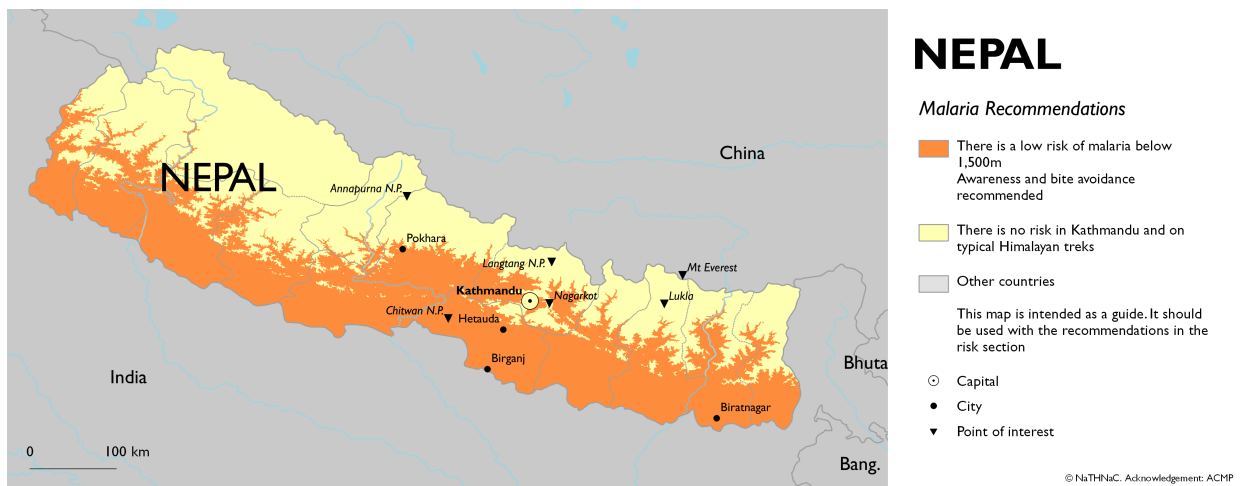 NEPAL
Malaria Recommendations
There is a low risk of malaria below
1,500m
Awareness and bite avoidance
recommended
There is no risk in Kathmandu and on
typical Himalayan treks
Other countries
This map is intended as a guide. It should
be used with the recommendations in the
risk section
Capital
City
Point of interest
© NaTHNaC. Acknowledgement: ACMP
China
NEPAL
Annapurna N.P.
Pokhara
Langtang N.P.
Mt Everest
Kathmandu
Nagarkot
Lukla
Chitwan N.P.
Hetauda
Birganj
Bhuta
India
Biratnagar
0 100 km
Bang.